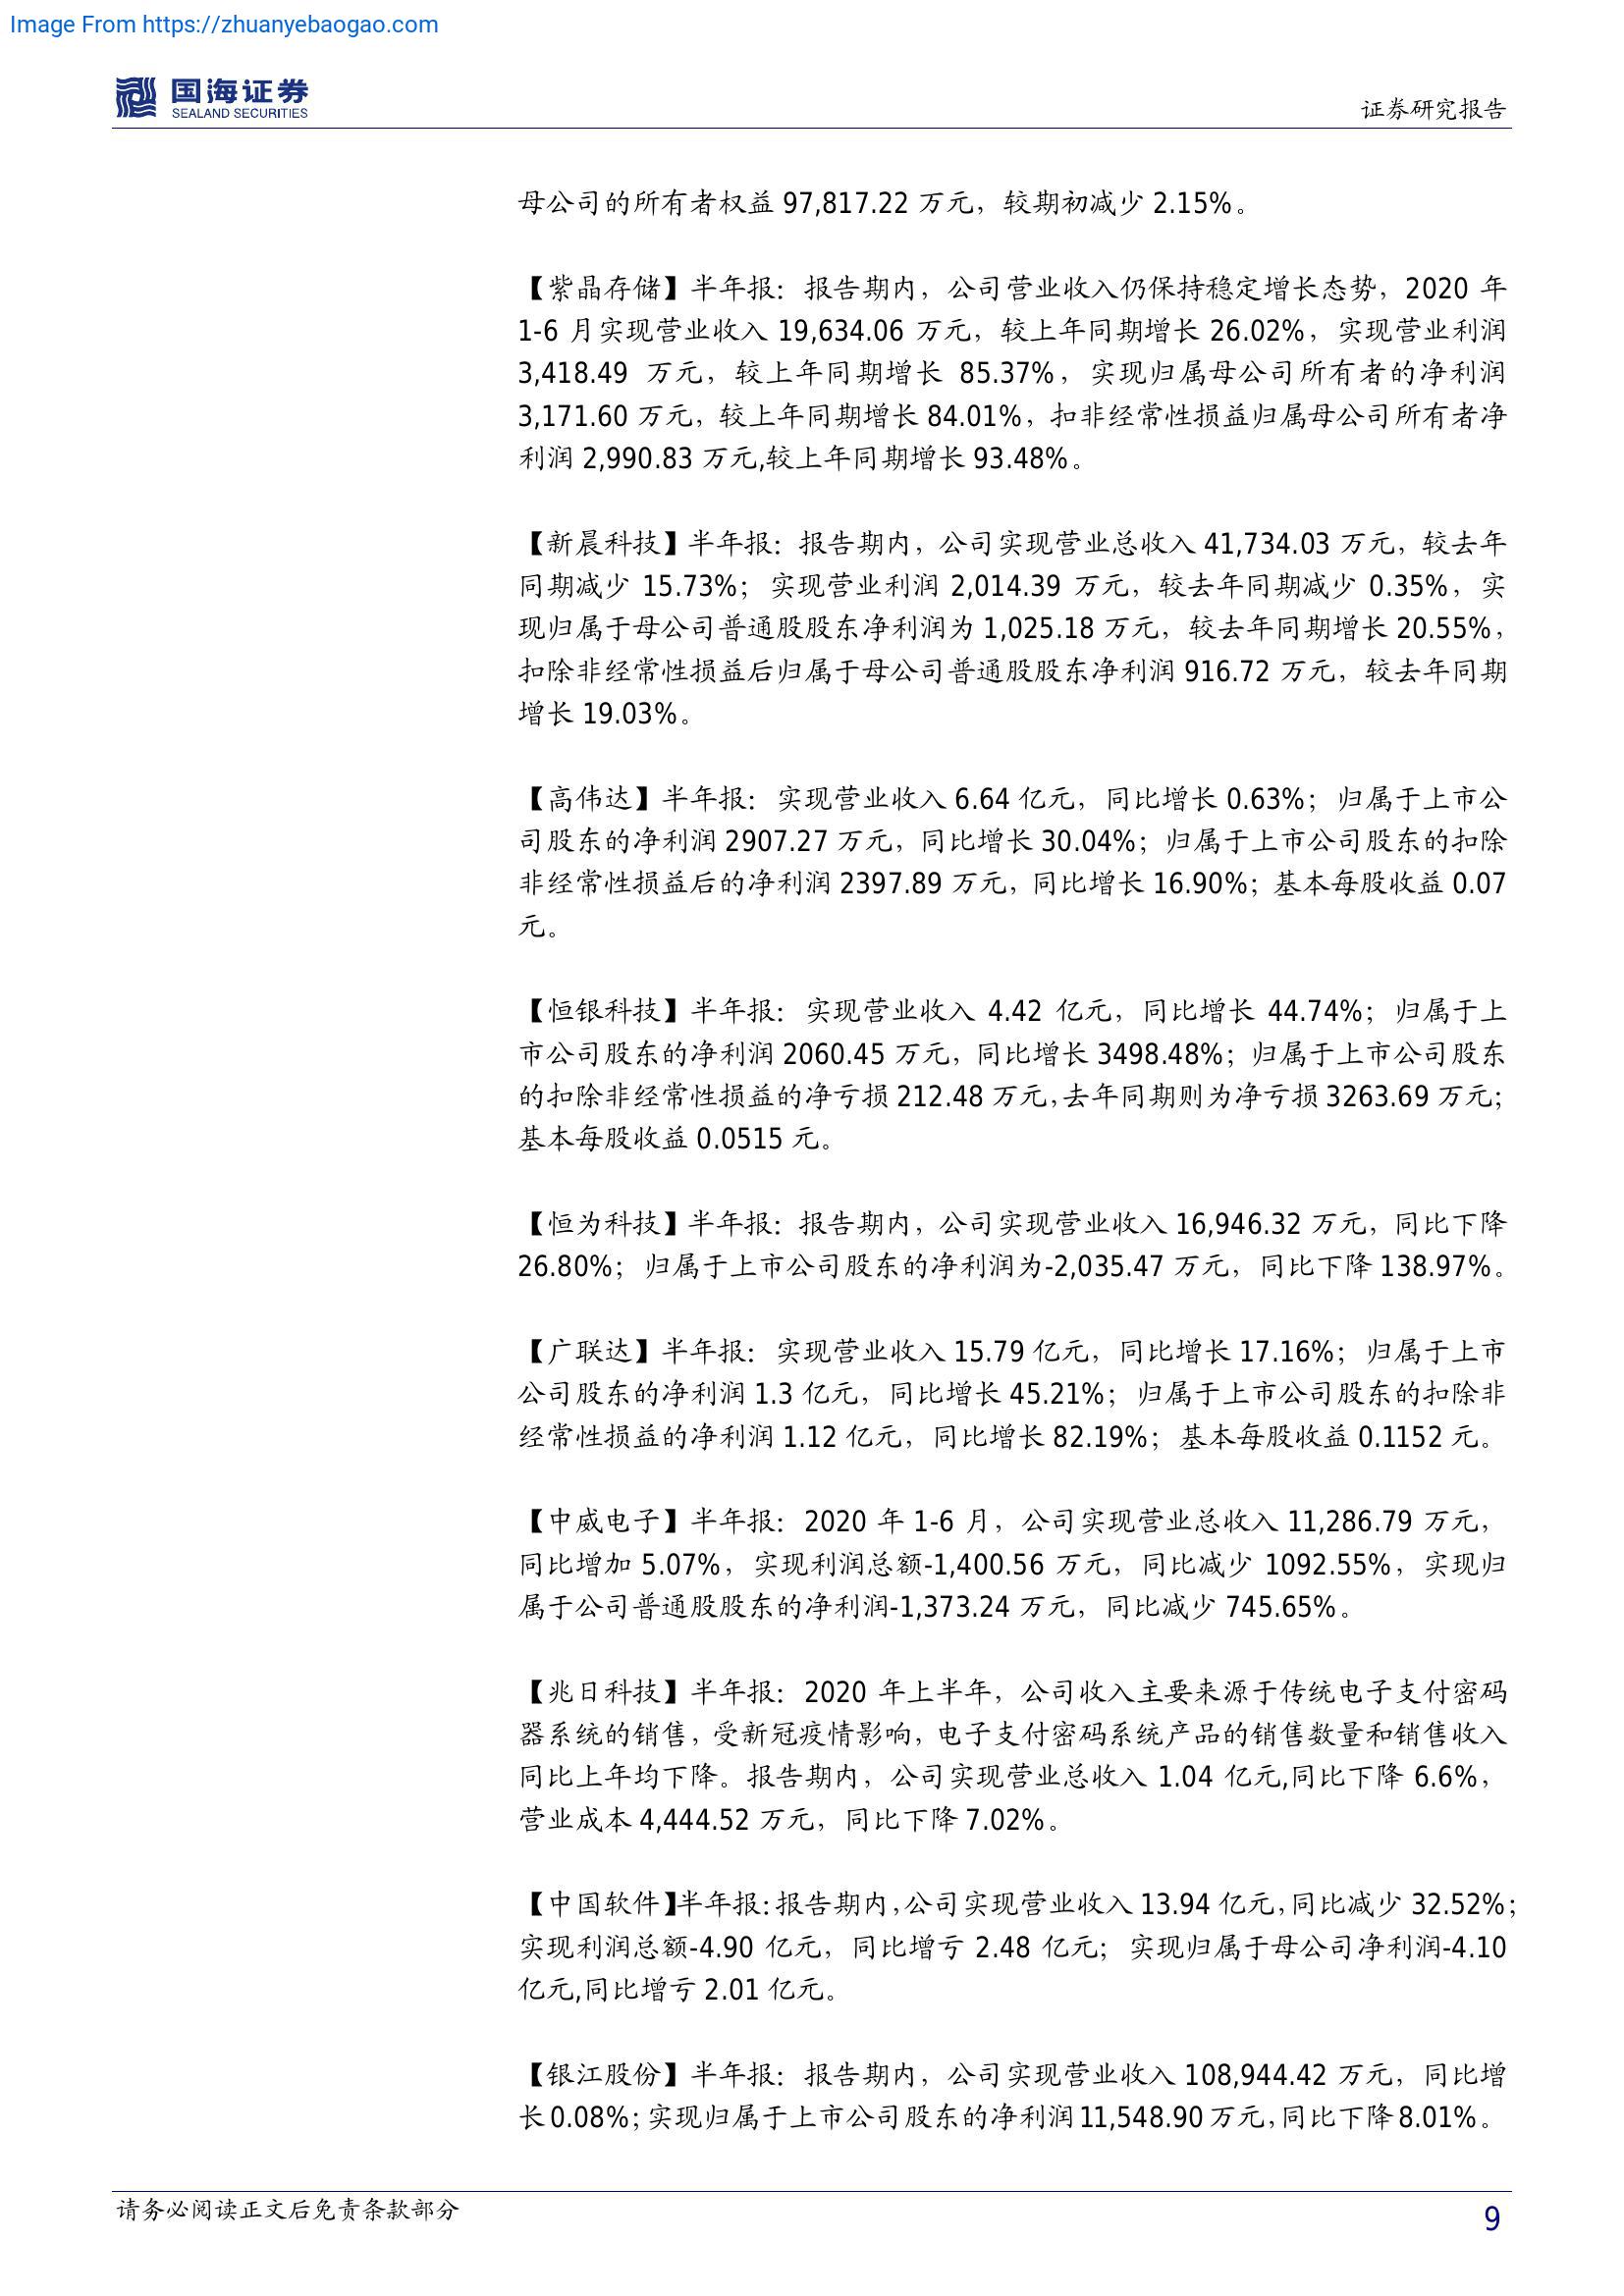 Image From https://zhuanyebaogao.com
国海证券
SEALAND SECURITIES
证券研究报告
母公司的所有者权益 97,817.22 万元，较期初减少 2.15%。
【紫晶存储】半年报：报告期内，公司营业收入仍保持稳定增长态势，2020 年
1-6 月实现营业收入 19,634.06 万元，较上年同期增长 26.02%，实现营业利润
3,418.49 万元，较上年同期增长 85.37%，实现归属母公司所有者的净利润
3,171.60 万元，较上年同期增长 84.01%，扣非经常性损益归属母公司所有者净
利润 2,990.83 万元,较上年同期增长 93.48%。
【新晨科技】半年报：报告期内，公司实现营业总收入 41,734.03 万元，较去年
同期减少 15.73%；实现营业利润 2,014.39 万元，较去年同期减少 0.35%，实
现归属于母公司普通股股东净利润为 1,025.18 万元，较去年同期增长 20.55%，
扣除非经常性损益后归属于母公司普通股股东净利润 916.72 万元，较去年同期
增长 19.03%。
【高伟达】半年报：实现营业收入 6.64 亿元，同比增长 0.63%；归属于上市公
司股东的净利润 2907.27 万元，同比增长 30.04%；归属于上市公司股东的扣除
非经常性损益后的净利润 2397.89 万元，同比增长 16.90%；基本每股收益 0.07
元。
【恒银科技】半年报：实现营业收入 4.42 亿元，同比增长 44.74%；归属于上
市公司股东的净利润 2060.45 万元，同比增长 3498.48%；归属于上市公司股东
的扣除非经常性损益的净亏损 212.48 万元，去年同期则为净亏损 3263.69 万元；
基本每股收益 0.0515 元。
【恒为科技】半年报：报告期内，公司实现营业收入 16,946.32 万元，同比下降
26.80%；归属于上市公司股东的净利润为-2,035.47 万元，同比下降 138.97%。
【广联达】半年报：实现营业收入 15.79 亿元，同比增长 17.16%；归属于上市
公司股东的净利润 1.3 亿元，同比增长 45.21%；归属于上市公司股东的扣除非
经常性损益的净利润 1.12 亿元，同比增长 82.19%；基本每股收益 0.1152 元。
【中威电子】半年报：2020 年 1-6 月，公司实现营业总收入 11,286.79 万元，
同比增加 5.07%，实现利润总额-1,400.56 万元，同比减少 1092.55%，实现归
属于公司普通股股东的净利润-1,373.24 万元，同比减少 745.65%。
【兆日科技】半年报：2020 年上半年，公司收入主要来源于传统电子支付密码
器系统的销售，受新冠疫情影响，电子支付密码系统产品的销售数量和销售收入
同比上年均下降。报告期内，公司实现营业总收入 1.04 亿元,同比下降 6.6%，
营业成本 4,444.52 万元，同比下降 7.02%。
【中国软件】半年报：报告期内，公司实现营业收入 13.94 亿元，同比减少 32.52%；
实现利润总额-4.90 亿元，同比增亏 2.48 亿元；实现归属于母公司净利润-4.10
亿元,同比增亏 2.01 亿元。
【银江股份】半年报：报告期内，公司实现营业收入 108,944.42 万元，同比增
长 0.08%；实现归属于上市公司股东的净利润 11,548.90 万元，同比下降 8.01%。
请务必阅读正文后免责条款部分
9